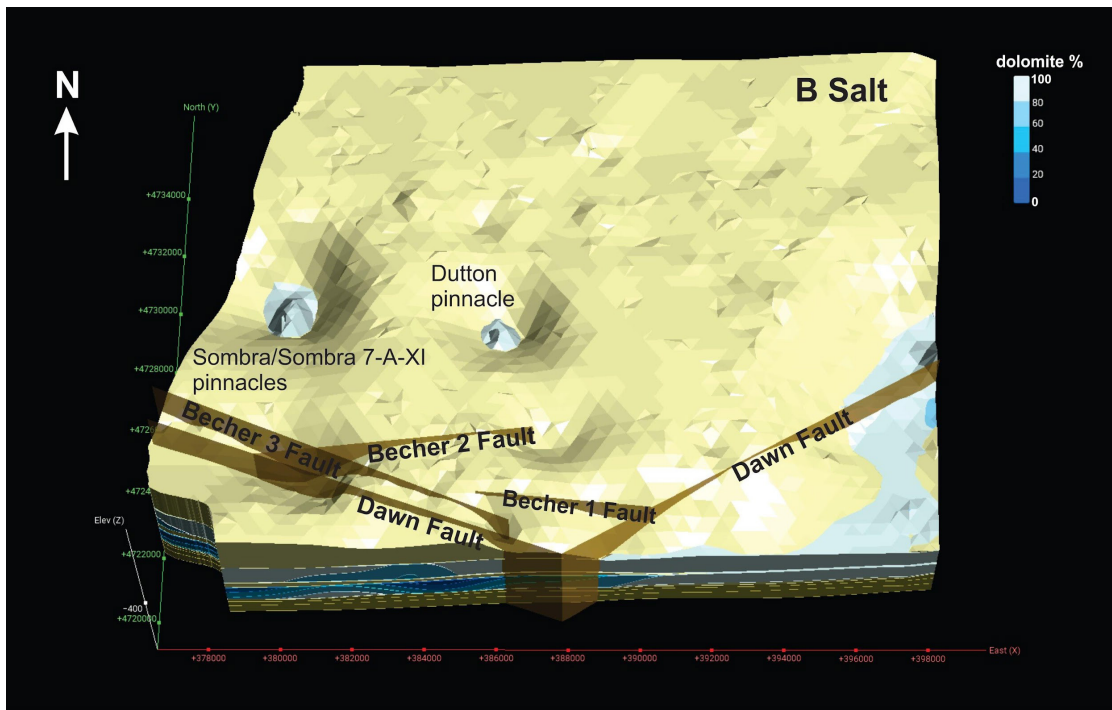 B Salt
dolomite %
100
80
60
40
20
0
N
North (Y)
+4734000
+4732000
+4730000
+4728000
+4726
+4724
+4722000
+4720000
Elev (Z)
−400
Dutton
pinnacle
Sombra/Sombra 7-A-XI
pinnacles
Becher 3 Fault
Becher 2 Fault
Dawn Fault
Becher 1 Fault
Dawn Fault
+378000
+380000
+382000
+384000
+386000
+388000
+390000
+392000
+394000
+396000
+398000
East (X)